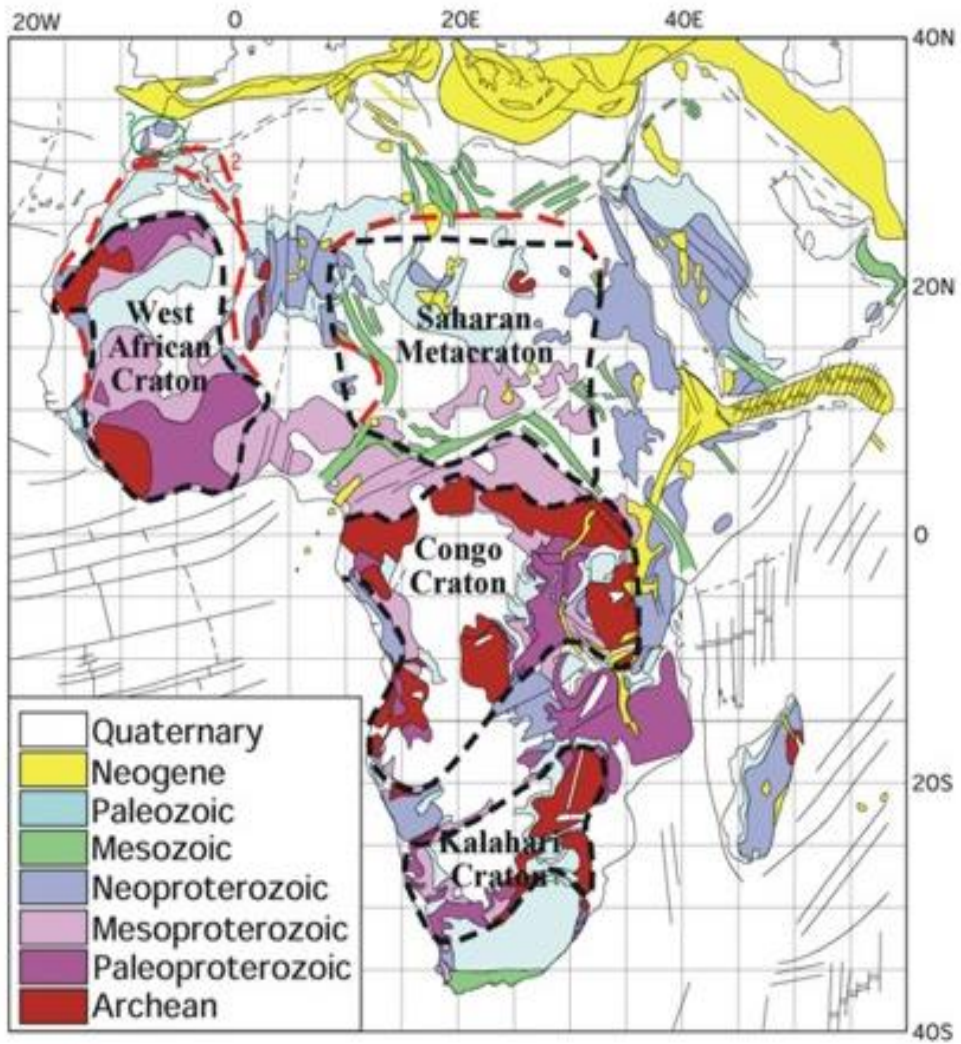 20W 0 20E 40E
40N
?
2
20N
West
African
Craton
Saharan
Metacraton
0
Congo
Craton
Quaternary
Neogene
Paleozoic
Mesozoic
Neoproterozoic
Mesoproterozoic
Paleoproterozoic
Archean
20S
Kalahari
Craton
40S